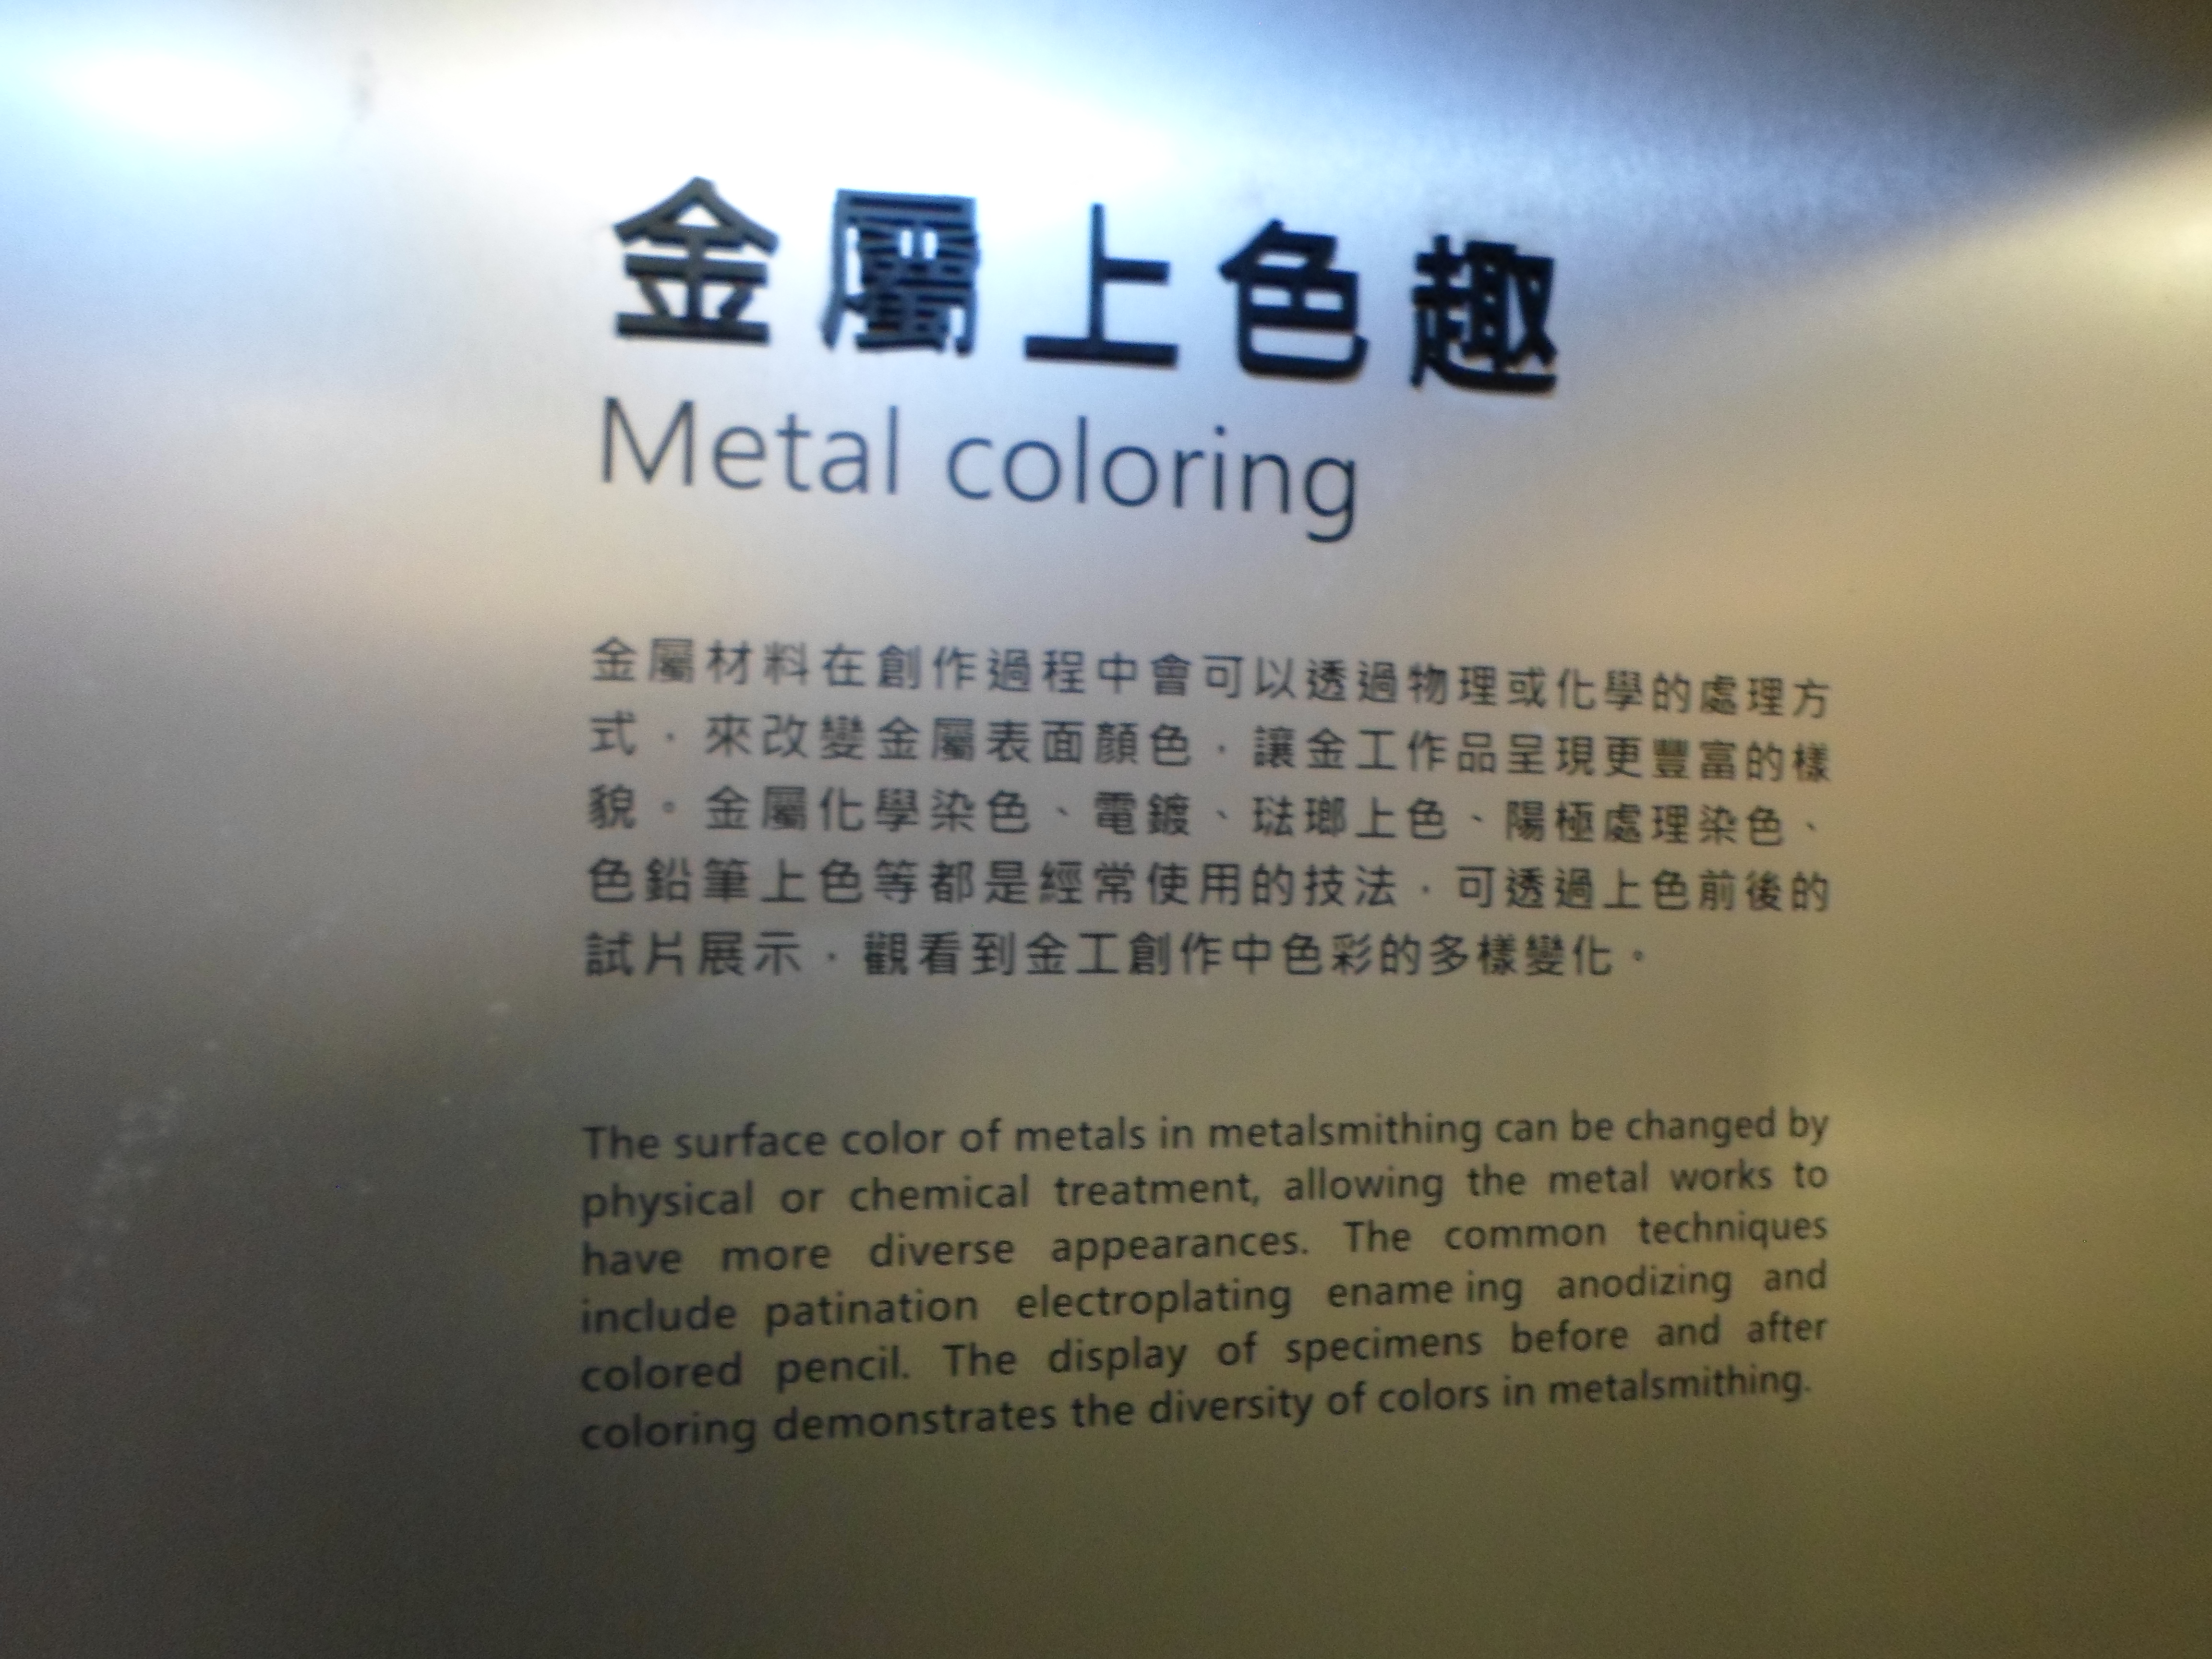 金屬上色趣
Metal coloring
金屬材料在創作過程中會可以透過物理或化學的處理方
式，來改變金屬表面顏色，讓金工作品呈現更豐富的樣
貌。金屬化學染色、電鍍、琺瑯上色、陽極處理染色、
色鉛筆上色等都是經常使用的技法，可透過上色前後的
試片展示，觀看到金工創作中色彩的多樣變化。
The surface color of metals in metalsmithing can be changed by
physical or chemical treatment, allowing the metal works to
have more diverse appearances. The common techniques
include patination electroplating ename ing anodizing and
colored pencil. The display of specimens before and after
coloring demonstrates the diversity of colors in metalsmithing.